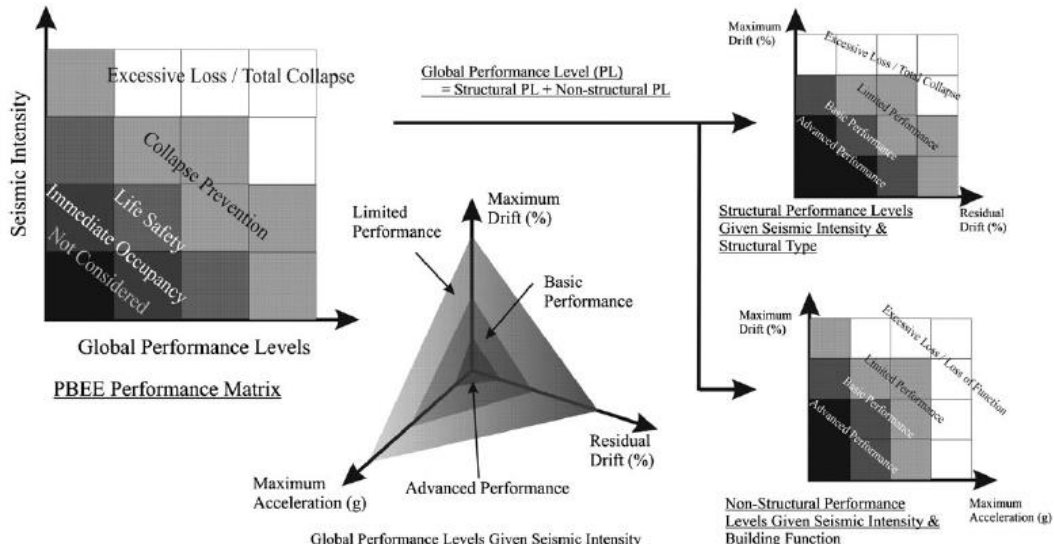 Seismic Intensity
Excessive Loss / Total Collapse
Collapse Prevention
Life Safety
Immediate Occupancy
Not Considered
Global Performance Levels
PBEE Performance Matrix
Global Performance Level (PL)
= Structural PL + Non-structural PL
Maximum
Drift (%)
Limited
Performance
Basic
Performance
Residual
Drift (%)
Maximum
Acceleration (g)
Advanced Performance
Global Performance Levels Given Seismic Intensity
Maximum
Drift (%)
Excessive Loss / Total Collapse
Limited Performance
Basic Performance
Advanced Performance
Residual
Drift (%)
Structural Performance Levels
Given Seismic Intensity &
Structural Type
Maximum
Drift (%)
Excessive Loss / Loss of Function
Limited Performance
Basic Performance
Advanced Performance
Maximum
Acceleration (g)
Non-Structural Performance
Levels Given Seismic Intensity &
Building Function